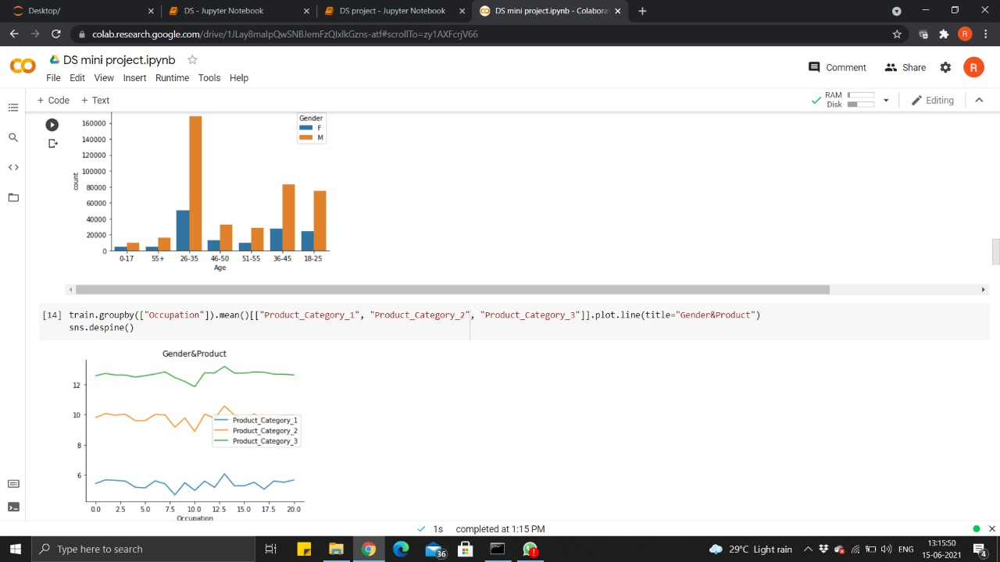 Desktop/
DS - Jupyter Notebook
DS project - Jupyter Notebook
DS mini project.ipynb - Colabora
colab.research.google.com/drive/1JLay8malpQwSNBJemFzQlxlkGzns-atf#scrollTo=zy1AXFcrjV66
R
DS mini project.ipynb
Comment
Share
R
File Edit View Insert Runtime Tools Help
+ Code + Text
RAM
Disk
Editing
Gender
F
M
160000
140000
120000
100000
80000
60000
40000
20000
0
count
0-17 55+ 26-35 46-50 51-55 36-45 18-25
Age
[14] train.groupby(["Occupation"]).mean()[["Product_Category_1", "Product_Category_2", "Product_Category_3"]].plot.line(title="Gender&Product")
sns.despine()
Gender&Product
12
10
8
6
Product_Category_1
Product_Category_2
Product_Category_3
0.0 2.5 5.0 7.5 10.0 12.5 15.0 17.5 20.0
Occupation
1s completed at 1:15 PM
Type here to search
36
29°C Light rain
ENG
13:15:50
15-06-2021
4